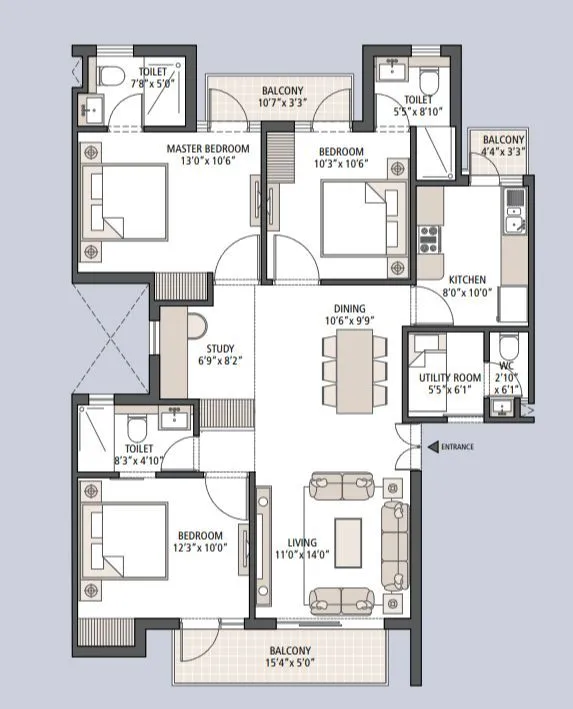 TOILET
7'8" x 5'0"
BALCONY
10'7" x 3'3"
TOILET
5'5" x 8'10"
BALCONY
4'4" x 3'3"
MASTER BEDROOM
13'0" x 10'6"
BEDROOM
10'3" x 10'6"
KITCHEN
8'0" x 10'0"
DINING
10'6" x 9'9"
STUDY
6'9" x 8'2"
UTILITY ROOM
5'5" x 6'1"
WC
2'10"
x 6'1"
TOILET
8'3" x 4'10"
ENTRANCE
BEDROOM
12'3" x 10'0"
LIVING
11'0" x 14'0"
BALCONY
15'4" x 5'0"